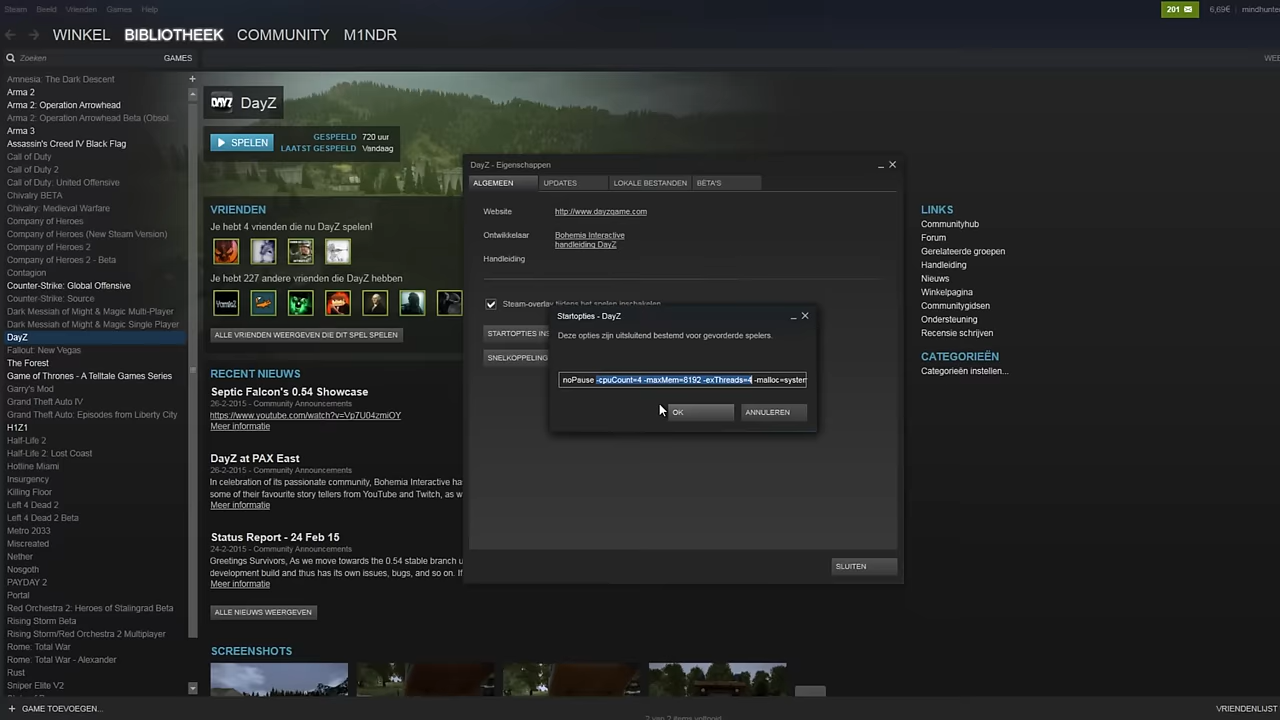 Steam Beeld Vrienden Games Help
201
6,69€ mindhunte
WINKEL BIBLIOTHEEK COMMUNITY M1NDR
Zoeken GAMES
WEE
Amnesia: The Dark Descent
Arma 2
Arma 2: Operation Arrowhead
Arma 2: Operation Arrowhead Beta (Obsol
Arma 3
Assassin's Creed IV Black Flag
Call of Duty
Call of Duty 2
Call of Duty: United Offensive
Chivalry BETA
Chivalry: Medieval Warfare
Company of Heroes
Company of Heroes (New Steam Version)
Company of Heroes 2
Company of Heroes 2 - Beta
Contagion
Counter-Strike: Global Offensive
Counter-Strike: Source
Dark Messiah of Might & Magic Multi-Player
Dark Messiah of Might & Magic Single Player
DayZ
Fallout: New Vegas
The Forest
Game of Thrones - A Telltale Games Series
Garry's Mod
Grand Theft Auto IV
Grand Theft Auto: Episodes from Liberty City
H1Z1
Half-Life 2
Half-Life 2: Lost Coast
Hotline Miami
Insurgency
Killing Floor
Left 4 Dead 2
Left 4 Dead 2 Beta
Metro 2033
Miscreated
Nether
Nosgoth
PAYDAY 2
Portal
Red Orchestra 2: Heroes of Stalingrad Beta
Rising Storm Beta
Rising Storm/Red Orchestra 2 Multiplayer
Rome: Total War
Rome: Total War - Alexander
Rust
Sniper Elite V2
GAME TOEVOEGEN...
DAYZ DayZ
SPELEN
GESPEELD 720 uur
LAATST GESPEELD Vandaag
VRIENDEN
Je hebt 4 vrienden die nu DayZ spelen!
Je hebt 227 andere vrienden die DayZ hebben
ALLE VRIENDEN WEERGEVEN DIE DIT SPEL SPELEN
RECENT NIEUWS
Septic Falcon's 0.54 Showcase
26-2-2015 - Community Announcements
https://www.youtube.com/watch?v=Vp7U04zmiOY
Meer informatie
DayZ at PAX East
26-2-2015 - Community Announcements
In celebration of its passionate community, Bohemia Interactive
some of their favourite story tellers from YouTube and Twitch, as w
Meer informatie
Status Report - 24 Feb 15
24-2-2015 - Community Announcements
Greetings Survivors, As we move towards the 0.54 stable branch u
development build and thus has its own issues, bugs, and so on. If
Meer informatie
ALLE NIEUWS WEERGEVEN
SCREENSHOTS
DayZ - Eigenschappen
ALGEMEEN UPDATES LOKALE BESTANDEN BÈTA'S
Website http://www.dayzgame.com
Ontwikkelaar Bohemia Interactive
handleiding DayZ
Handleiding
Steam-overlay tijdens het spelen inschakelen
STARTOPTIES INS
SNELKOPPELING
Startopties - DayZ
Deze opties zijn uitsluitend bestemd voor gevorderde spelers.
noPause -cpuCount=4 -maxMem=8192 -exThreads=4 -malloc=system
OK ANNULEREN
SLUITEN
LINKS
Communityhub
Forum
Gerelateerde groepen
Handleiding
Nieuws
Winkelpagina
Communitygidsen
Ondersteuning
Recensie schrijven
CATEGORIEËN
Categorieën instellen...
VRIENDENLIJST